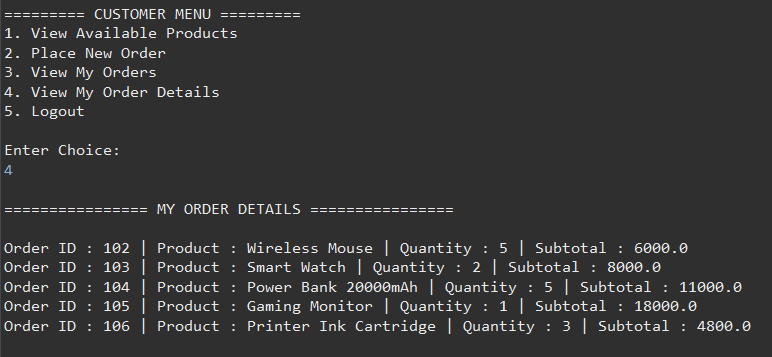 ========= CUSTOMER MENU =========
1. View Available Products
2. Place New Order
3. View My Orders
4. View My Order Details
5. Logout
Enter Choice:
4
================ MY ORDER DETAILS ================
Order ID : 102 | Product : Wireless Mouse | Quantity : 5 | Subtotal : 6000.0
Order ID : 103 | Product : Smart Watch | Quantity : 2 | Subtotal : 8000.0
Order ID : 104 | Product : Power Bank 20000mAh | Quantity : 5 | Subtotal : 11000.0
Order ID : 105 | Product : Gaming Monitor | Quantity : 1 | Subtotal : 18000.0
Order ID : 106 | Product : Printer Ink Cartridge | Quantity : 3 | Subtotal : 4800.0